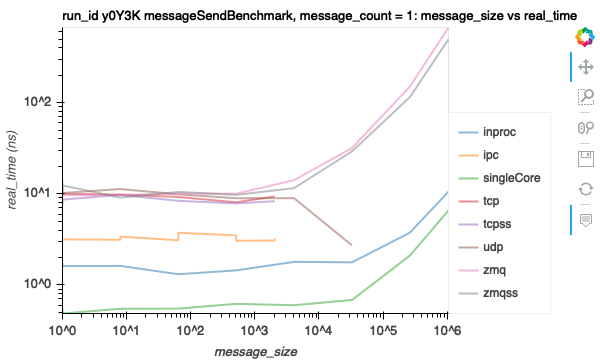 run_id y0Y3K messageSendBenchmark, message_count = 1: message_size vs real_time
real_time (ns)
10^2
10^1
10^0
10^0 10^1 10^2 10^3 10^4 10^5 10^6
message_size
inproc
ipc
singleCore
tcp
tcpss
udp
zmq
zmqss